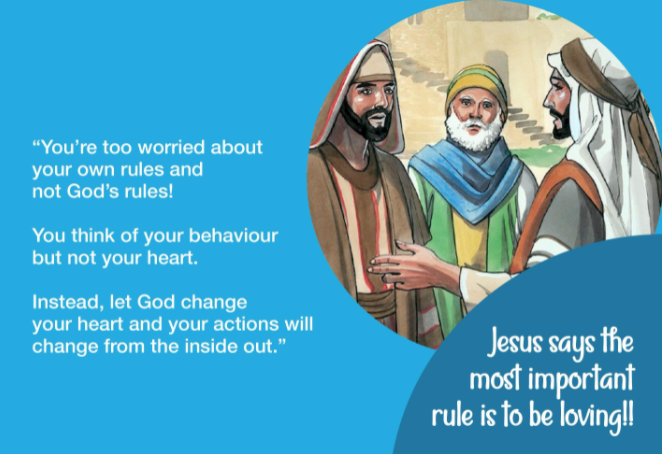 “You’re too worried about
your own rules and
not God’s rules!
You think of your behaviour
but not your heart.
Instead, let God change
your heart and your actions will
change from the inside out.”
Jesus says the
most important
rule is to be loving!!